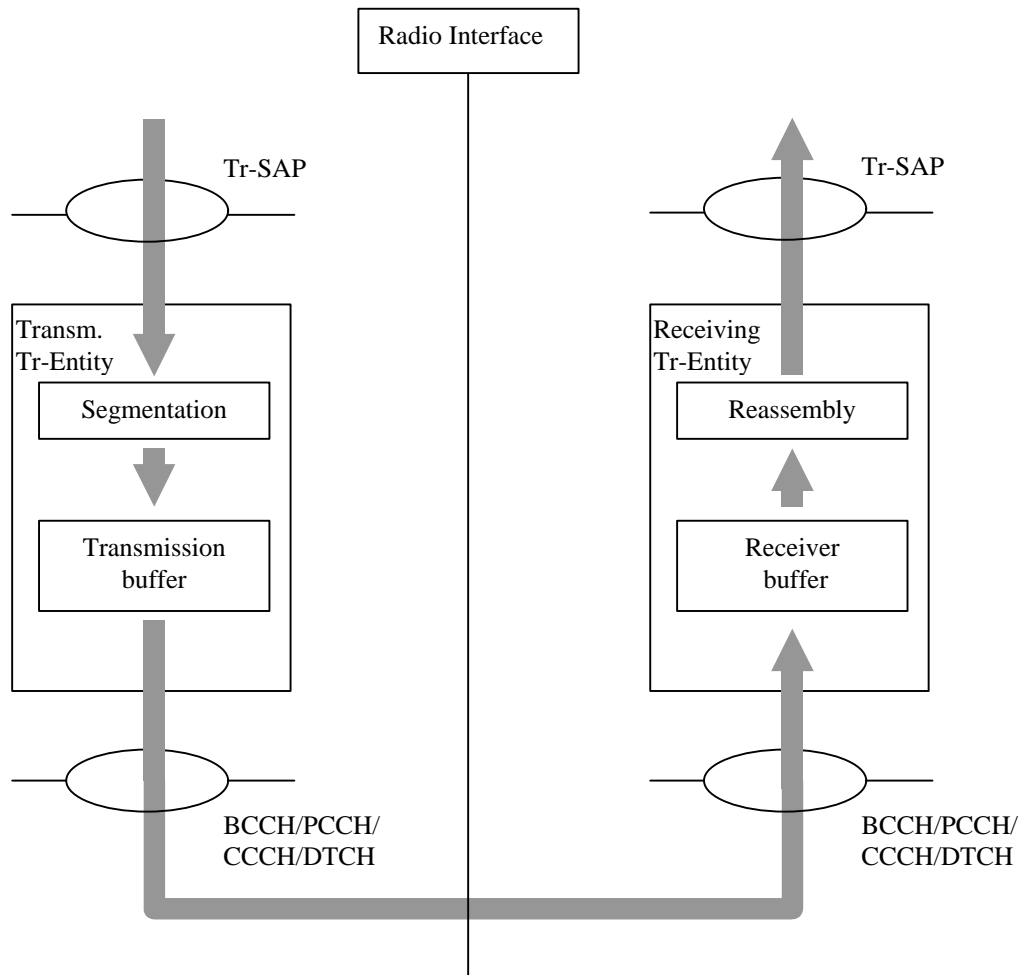 Radio Interface
Tr-SAP
Tr-SAP
Transm.
Tr-Entity
Segmentation
Transmission
buffer
BCCH/PCCH/
CCCH/DTCH
Receiving
Tr-Entity
Reassembly
Receiver
buffer
BCCH/PCCH/
CCCH/DTCH